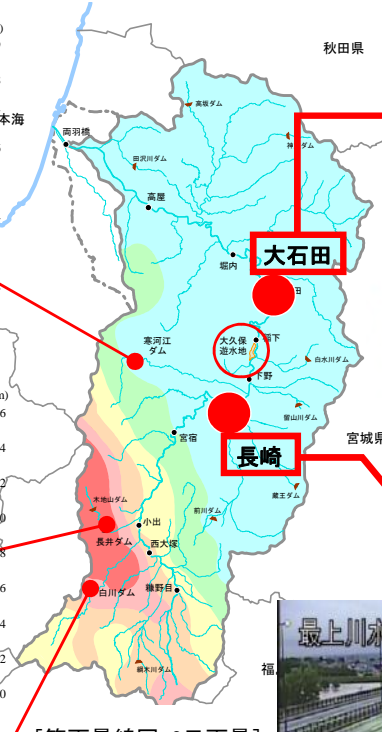 秋田県
高坂ダム
本海
両羽橋
神 ダム
田沢川ダム
高屋
大石田
堀内
田
寒河江
ダム
大久保
遊水地
稲下
白水川ダム
下野
留山川ダム
宮宿
宮城県
長崎
蔵王ダム
木地山ダム
前川ダム
小出
長井ダム
西大塚
白川ダム
糠野目
綱木川ダム
福
最上川